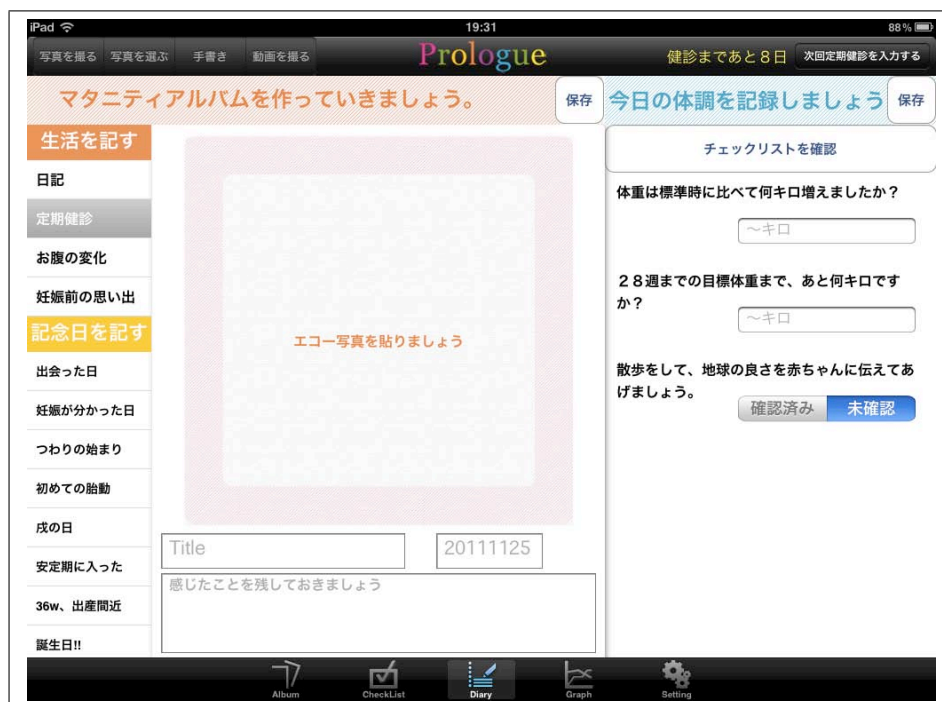 iPad 19:31 88%
写真を撮る 写真を選ぶ 手書き 動画を撮る Prologue 健診まであと8日 次回定期健診を入力する
マタニティアルバムを作っていきましょう。 保存
今日の体調を記録しましょう 保存
生活を記す
日記
定期健診
お腹の変化
妊娠前の思い出
記念日を記す
出会った日
妊娠が分かった日
つわりの始まり
初めての胎動
戌の日
安定期に入った
36w、出産間近
誕生日!!
エコー写真を貼りましょう
Title 20111125
感じたことを残しておきましょう
チェックリストを確認
体重は標準時に比べて何キロ増えましたか?
〜キロ
28週までの目標体重まで、あと何キロです
か?
〜キロ
散歩をして、地球の良さを赤ちゃんに伝えてあ
げましょう。
確認済み 未確認
Album CheckList Diary Graph Setting